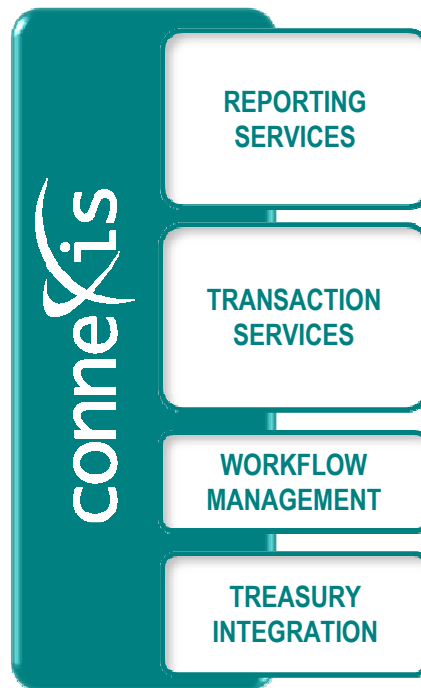 conneXis
REPORTING
SERVICES
TRANSACTION
SERVICES
WORKFLOW
MANAGEMENT
TREASURY
INTEGRATION